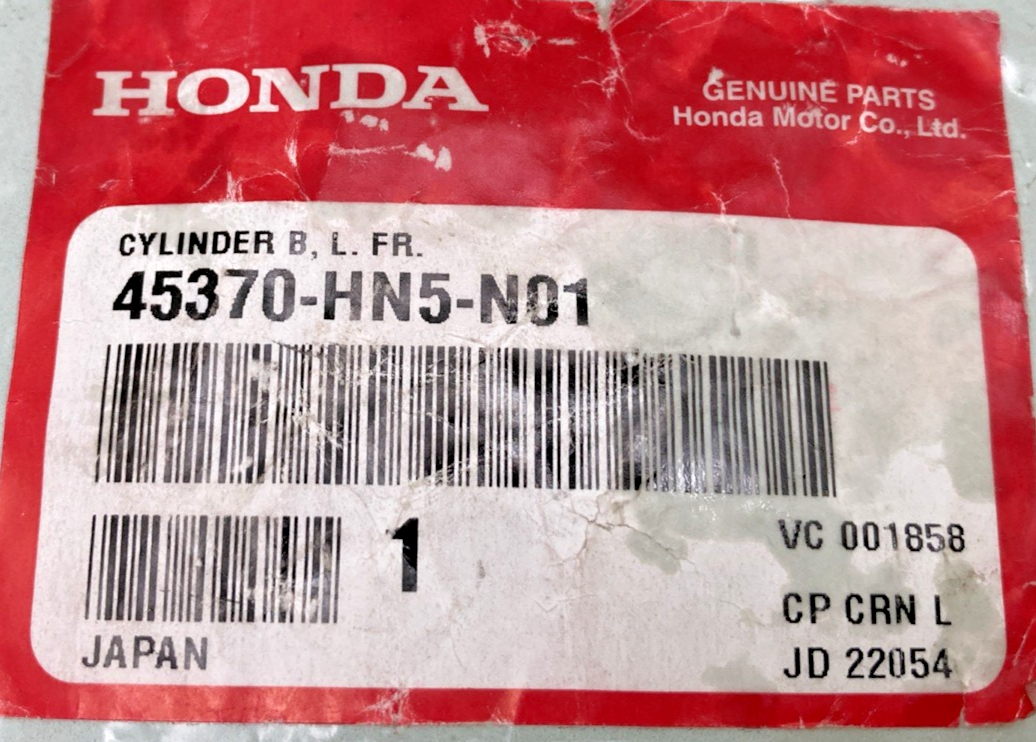 HONDA
GENUINE PARTS
Honda Motor Co., Ltd.
CYLINDER B, L. FR.
45370-HN5-N01
1
VC 001858
CP CRN L
JAPAN
JD 22054